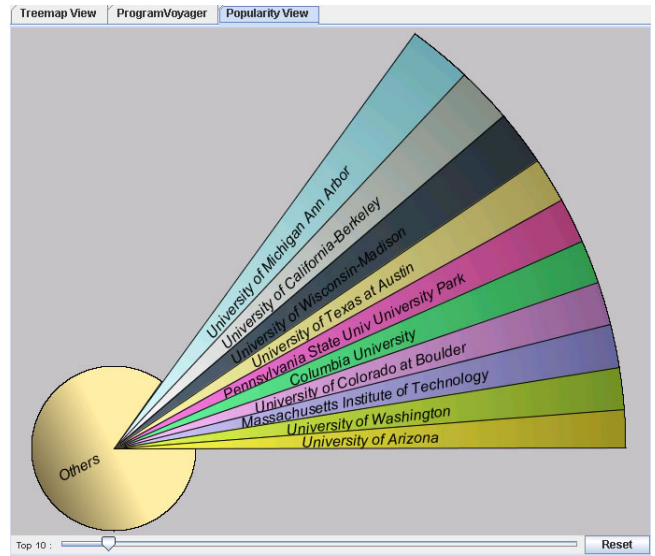 Treemap View ProgramVoyager Popularity View
University of Michigan Ann Arbor
University of California-Berkeley
University of Wisconsin-Madison
University of Texas at Austin
Pennsylvania State Univ University Park
Columbia University
University of Colorado at Boulder
Massachusetts Institute of Technology
University of Washington
University of Arizona
Others
Top 10 : Reset